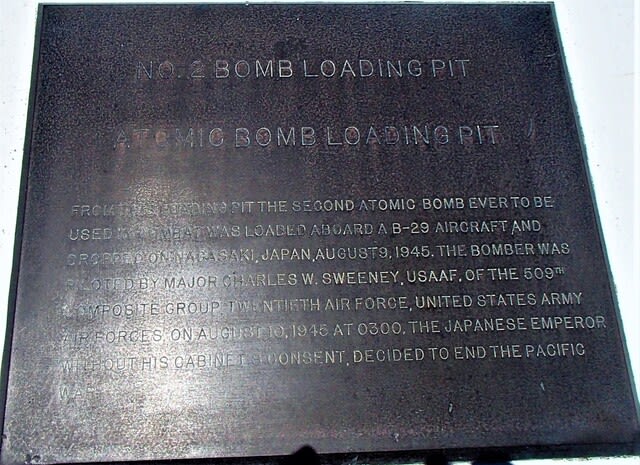 NO. 2 BOMB LOADING PIT
ATOMIC BOMB LOADING PIT
FROM THIS LOADING PIT THE SECOND ATOMIC BOMB EVER TO BE
USED IN COMBAT WAS LOADED ABOARD A B-29 AIRCRAFT AND
DROPPED ON NAGASAKI, JAPAN, AUGUST 9, 1945. THE BOMBER WAS
PILOTED BY MAJOR CHARLES W. SWEENEY, USAAF, OF THE 509TH
COMPOSITE GROUP, TWENTIETH AIR FORCE, UNITED STATES ARMY
AIR FORCES. ON AUGUST 10, 1945 AT 0300, THE JAPANESE EMPEROR
WITHOUT HIS CABINET'S CONSENT, DECIDED TO END THE PACIFIC
WAR.